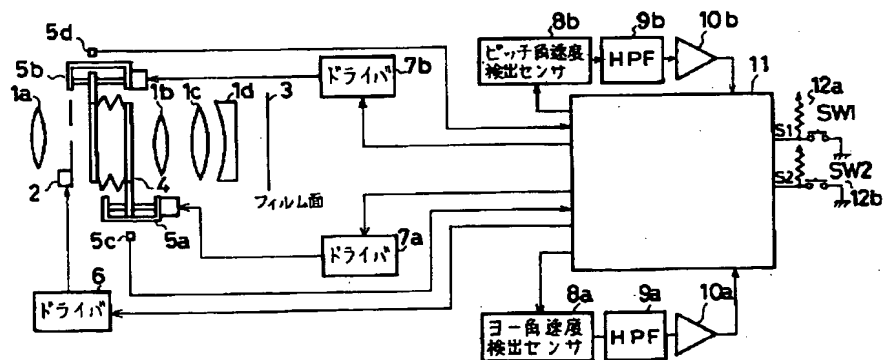 5d
5b
1a
1b
1c
1d
3
2
4
フィルム面
5c
5a
6
ドライバ
ドライバ
7b
ドライバ
7a
8b
ピッチ角速度
検出センサ
9b
HPF
10b
11
12a
SW1
S1
SW2
S2
12b
8a
ヨー角速度
検出センサ
9a
HPF
10a